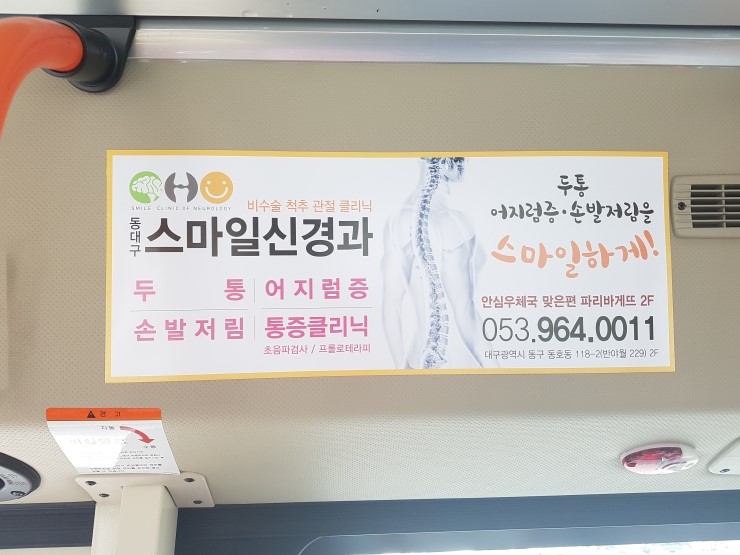 SMILE CLINIC OF NEUROLOGY
비수술 척추 관절 클리닉
동대구
스마일신경과
두통 어지럼증
손발저림 통증클리닉
초음파검사 / 프롤로테라피
두통
어지럼증·손발저림을
스마일하게!
안심우체국 맞은편 파리바게뜨 2F
053.964.0011
대구광역시 동구 동호동 118-2(반야월 229) 2F
경고